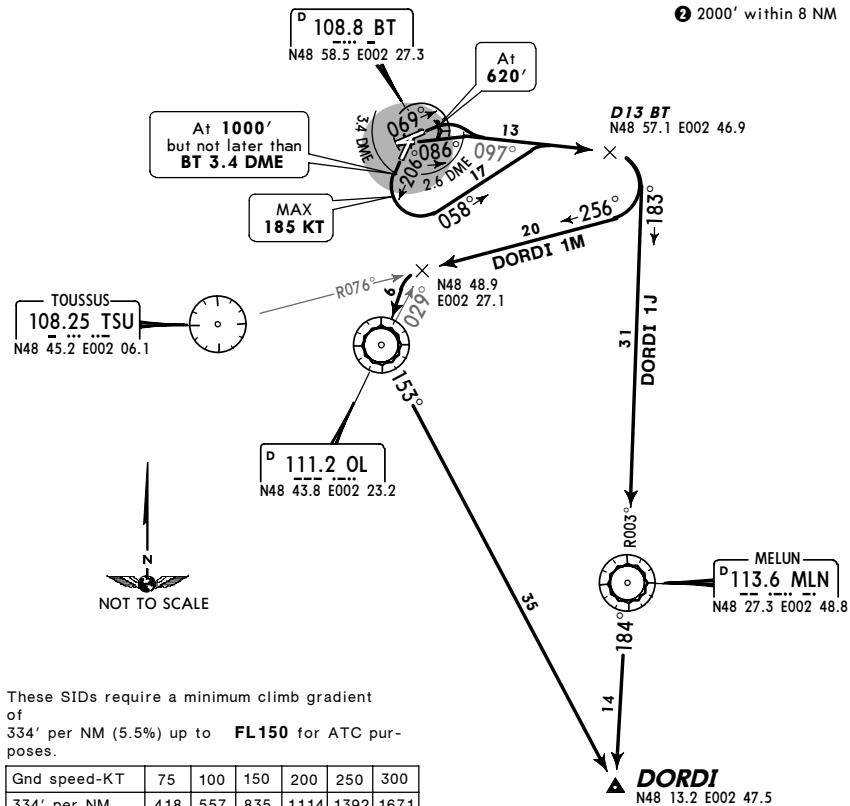 ❷ 2000' within 8 NM
D 108.8 BT
N48 58.5 E002 27.3
At
620'
At 1000'
but not later than
BT 3.4 DME
3.4 DME
069°
086°
206°
2.6 DME
13
097°
17
058°
D13 BT
N48 57.1 E002 46.9
MAX
185 KT
256°
183°
20
DORDI 1M
N48 48.9
E002 27.1
R076°
6
029°
TOUSSUS
108.25 TSU
N48 45.2 E002 06.1
31
DORDI 1J
153°
D 111.2 OL
N48 43.8 E002 23.2
R003°
MELUN
D 113.6 MLN
N48 27.3 E002 48.8
N
NOT TO SCALE
35
184°
14
These SIDs require a minimum climb gradient
of
334' per NM (5.5%) up to FL150 for ATC pur-
poses.
Gnd speed-KT 75 100 150 200 250 300
334' per NM 418 557 835 1114 1392 1671
DORDI
N48 13.2 E002 47.5